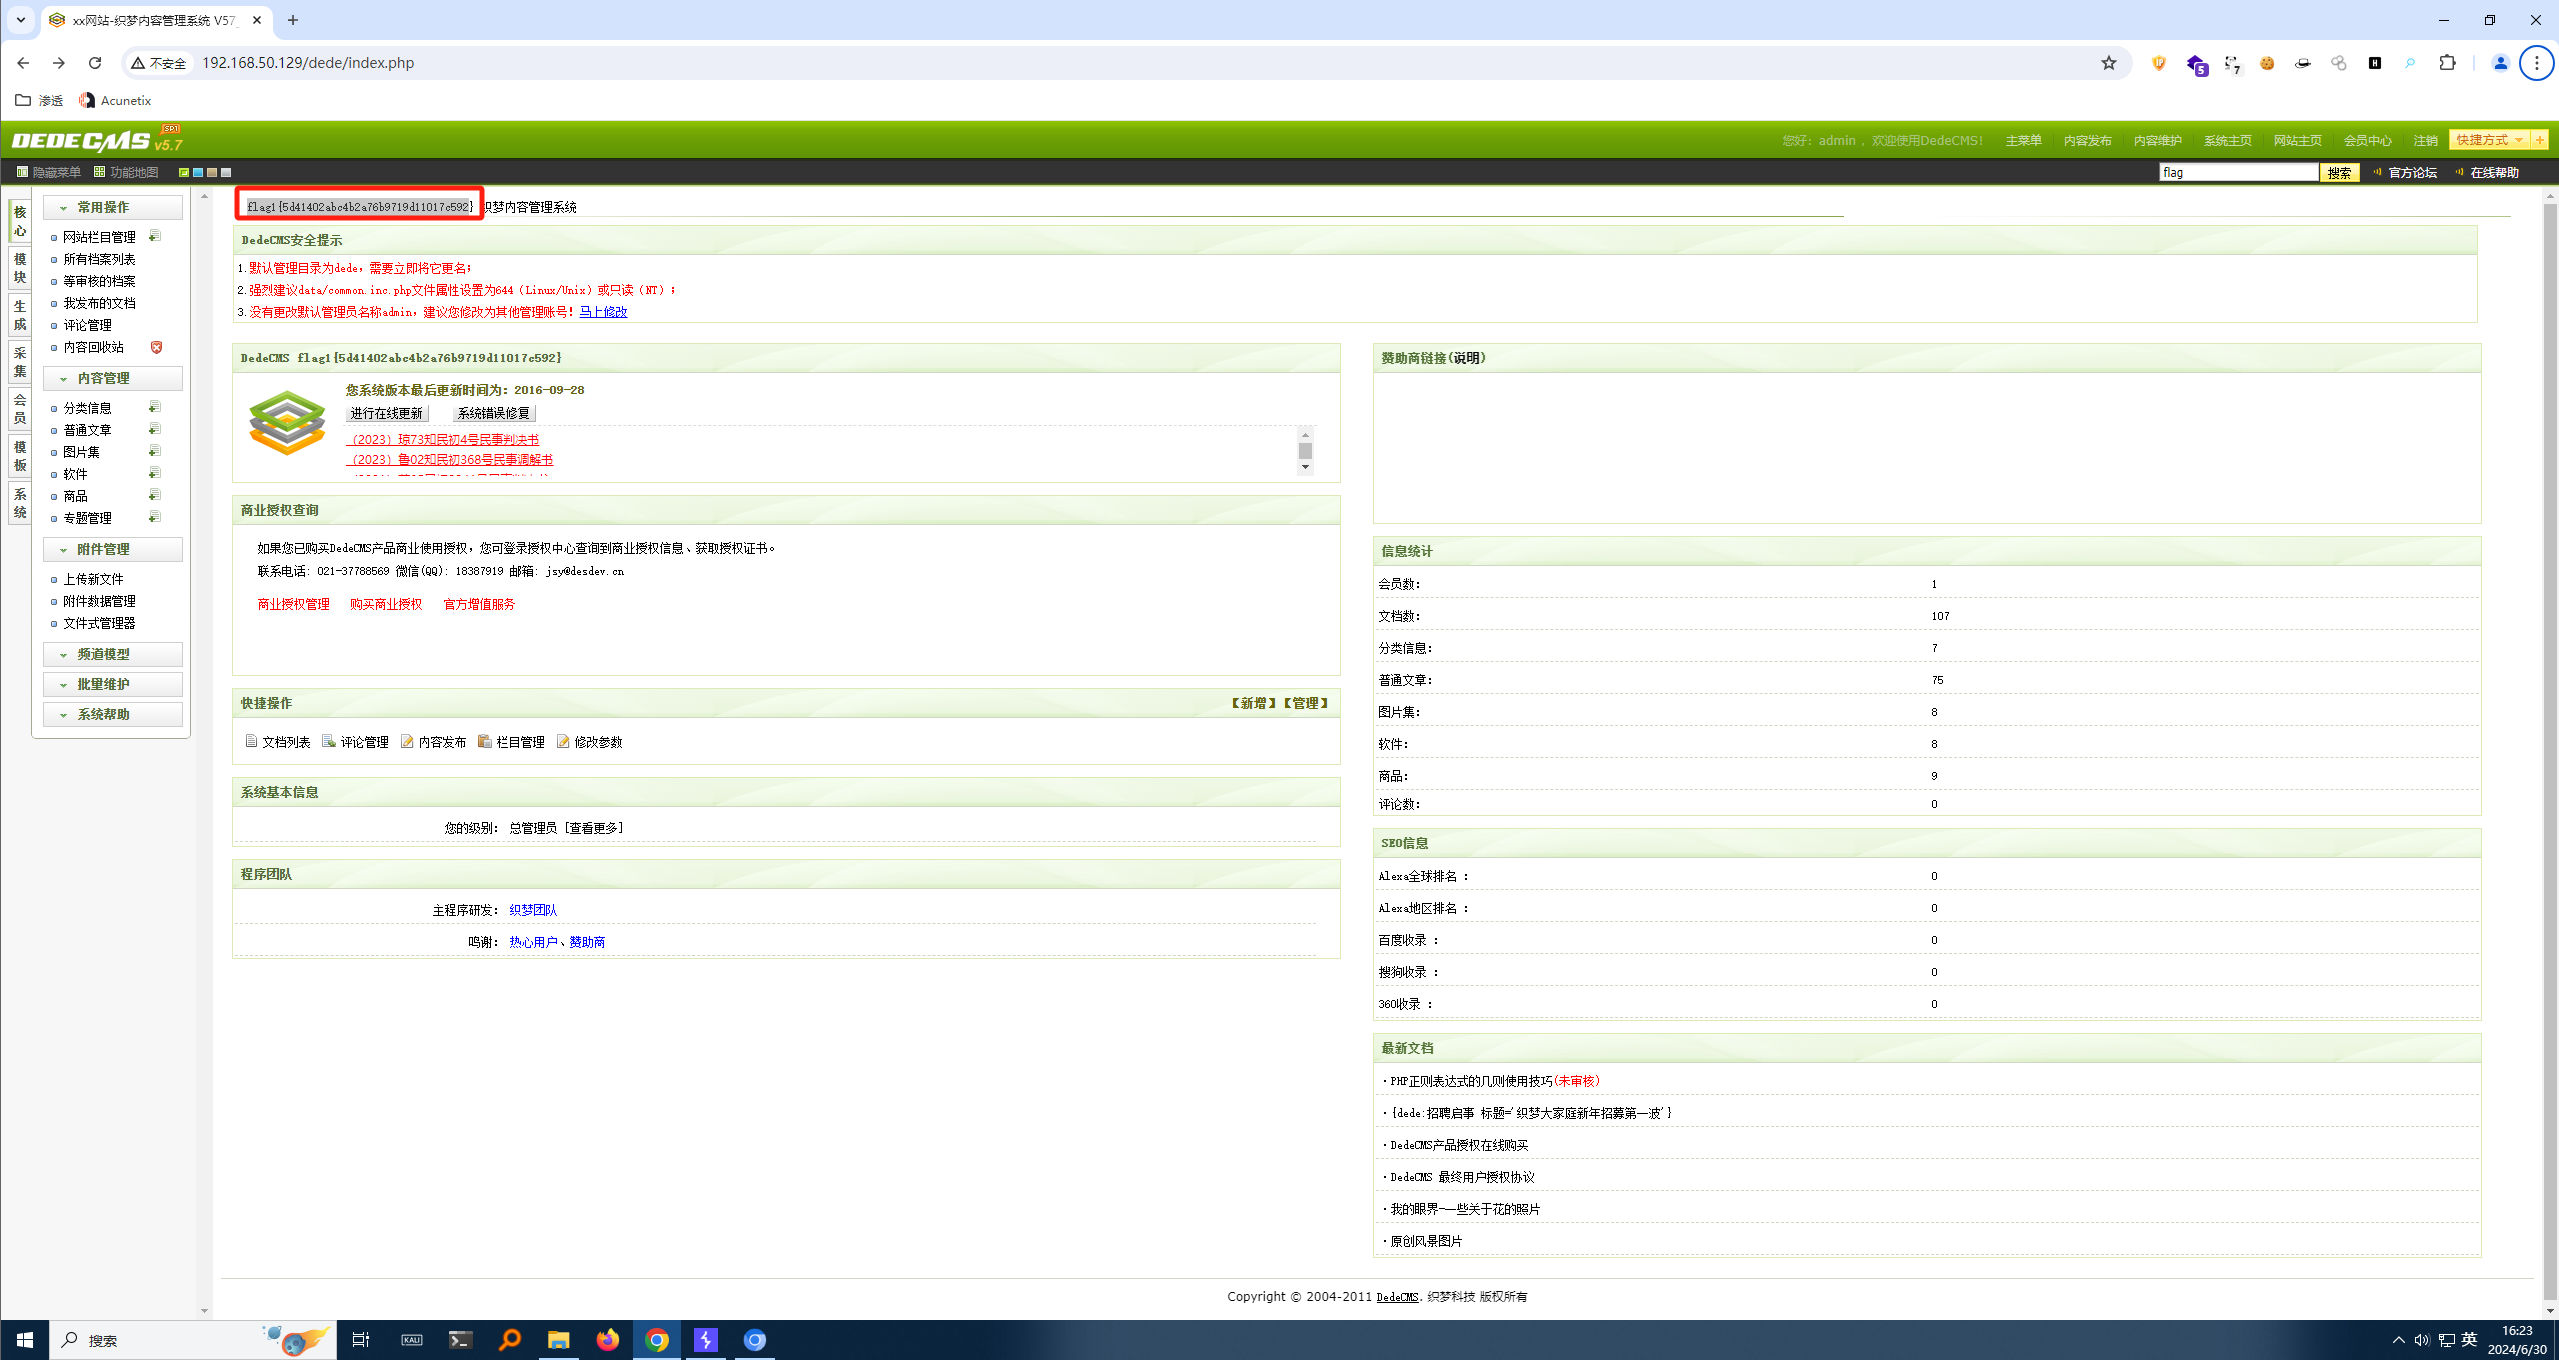 xx网站-织梦内容管理系统 V57_
不安全 192.168.50.129/dede/index.php
5
7
渗透 Acunetix
DEDECMS v5.7 SP1
您好：admin ，欢迎使用DedeCMS！ 主菜单 内容发布 内容维护 系统主页 网站主页 会员中心 注销 快捷方式 +
隐藏菜单 功能地图 flag 搜索 官方论坛 在线帮助
核心
模块
生成
采集
会员
模板
系统
常用操作
网站栏目管理
所有档案列表
等审核的档案
我发布的文档
评论管理
内容回收站
内容管理
分类信息
普通文章
图片集
软件
商品
专题管理
附件管理
上传新文件
附件数据管理
文件式管理器
频道模型
批量维护
系统帮助
flag1{5d41402abc4b2a76b9719d11017c592} 织梦内容管理系统
DedeCMS安全提示
1.默认管理目录为dede，需要立即将它更名；
2.强烈建议data/common.inc.php文件属性设置为644（Linux/Unix）或只读（NT）；
3.没有更改默认管理员名称admin，建议您修改为其他管理账号！马上修改
DedeCMS flag1{5d41402abc4b2a76b9719d11017c592}
您系统版本最后更新时间为：2016-09-28
进行在线更新 系统错误修复
（2023）琼73知民初4号民事判决书
（2023）鲁02知民初368号民事调解书
商业授权查询
如果您已购买DedeCMS产品商业使用授权，您可登录授权中心查询到商业授权信息、获取授权证书。
联系电话: 021-37788569 微信(QQ): 18387919 邮箱: jsy@desdev.cn
商业授权管理 购买商业授权 官方增值服务
快捷操作 【新增】【管理】
文档列表 评论管理 内容发布 栏目管理 修改参数
系统基本信息
您的级别： 总管理员 [查看更多]
程序团队
主程序研发： 织梦团队
鸣谢： 热心用户、赞助商
赞助商链接(说明)
信息统计
会员数： 1
文档数： 107
分类信息： 7
普通文章： 75
图片集： 8
软件： 8
商品： 9
评论数： 0
SEO信息
Alexa全球排名 ： 0
Alexa地区排名 ： 0
百度收录 ： 0
搜狗收录 ： 0
360收录 ： 0
最新文档
·PHP正则表达式的几则使用技巧(未审核)
·{dede:招聘启事 标题='织梦大家庭新年招募第一波'}
·DedeCMS产品授权在线购买
·DedeCMS 最终用户授权协议
·我的眼界-一些关于花的照片
·原创风景图片
Copyright © 2004-2011 DedeCMS. 织梦科技 版权所有
搜索 KALI 英 16:23
2024/6/30